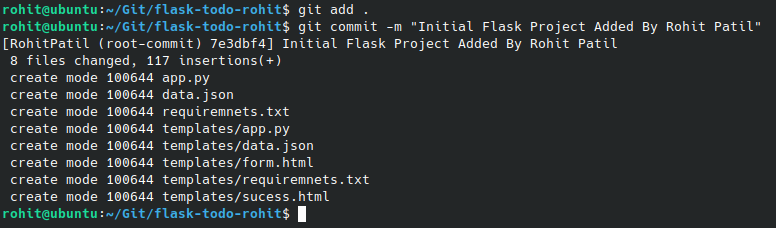 rohit@ubuntu:~/Git/flask-todo-rohit$ git add .
rohit@ubuntu:~/Git/flask-todo-rohit$ git commit -m "Initial Flask Project Added By Rohit Patil"
[RohitPatil (root-commit) 7e3dbf4] Initial Flask Project Added By Rohit Patil
 8 files changed, 117 insertions(+)
 create mode 100644 app.py
 create mode 100644 data.json
 create mode 100644 requiremnets.txt
 create mode 100644 templates/app.py
 create mode 100644 templates/data.json
 create mode 100644 templates/form.html
 create mode 100644 templates/requiremnets.txt
 create mode 100644 templates/sucess.html
rohit@ubuntu:~/Git/flask-todo-rohit$